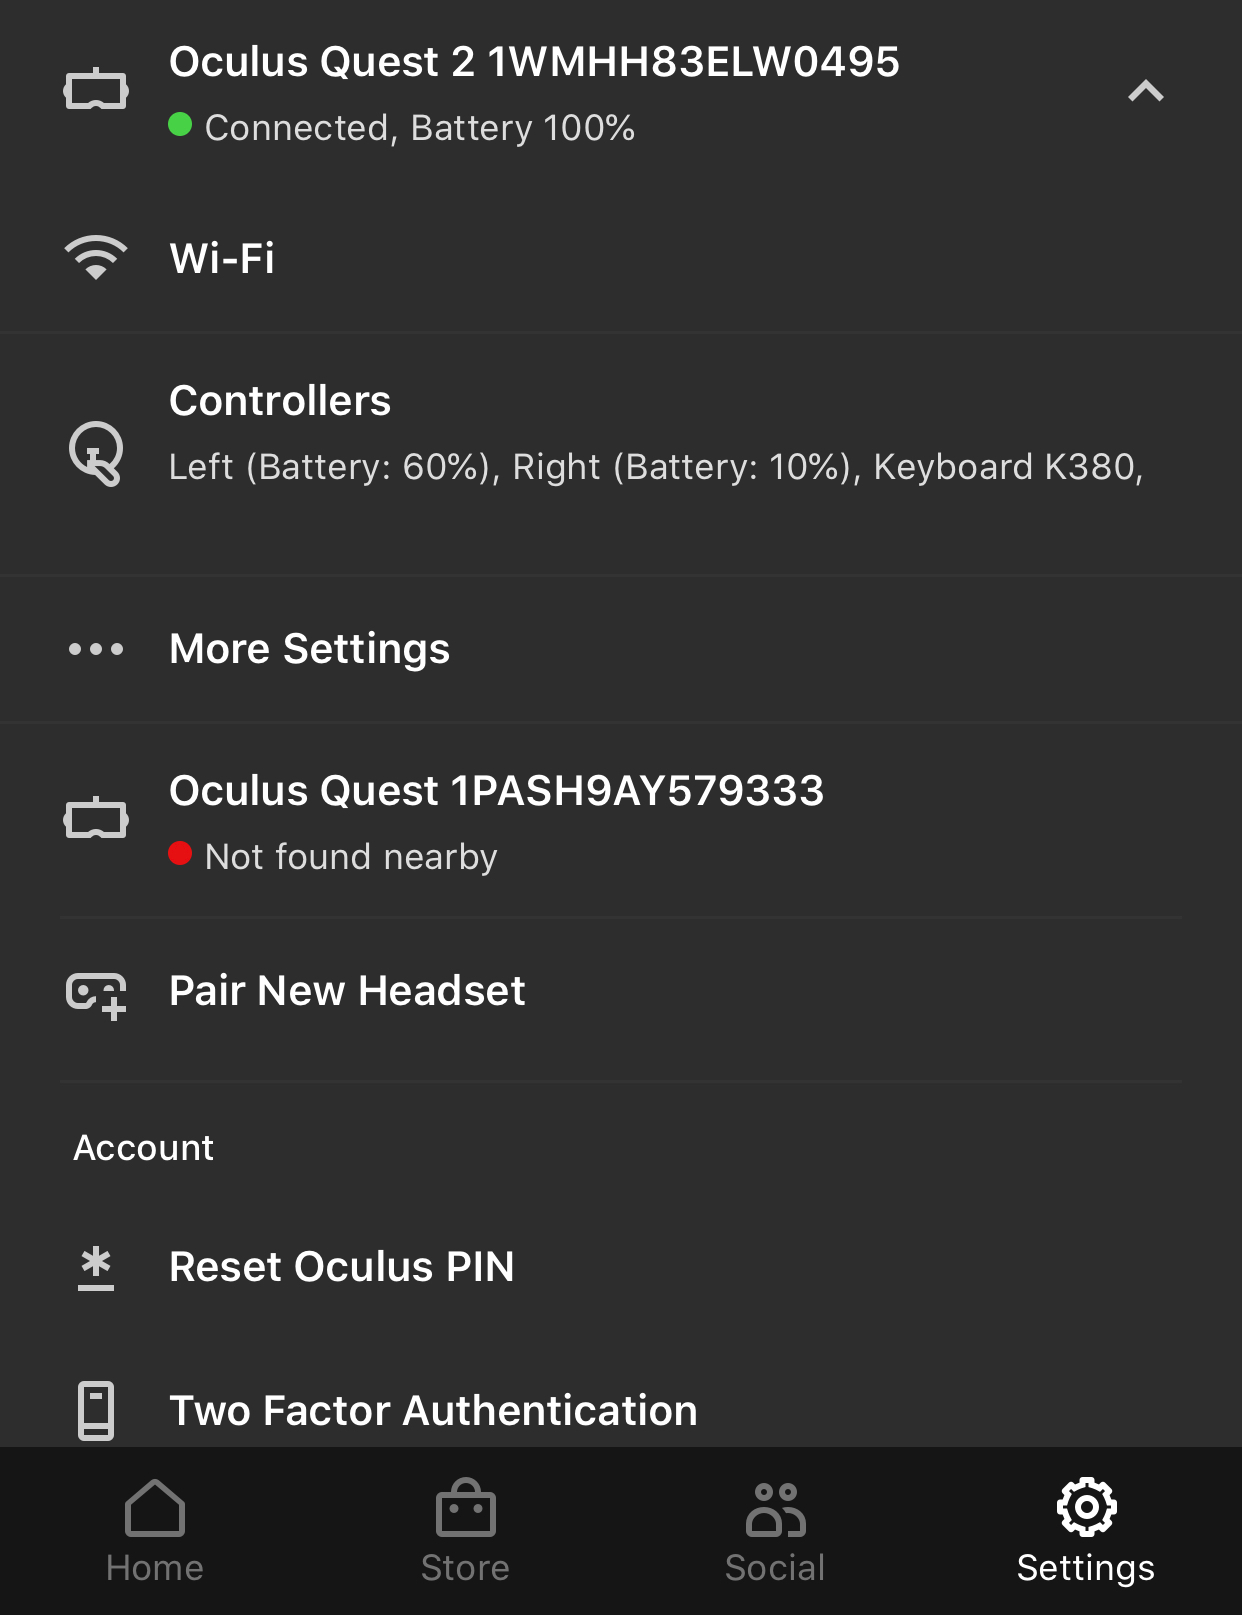 Oculus Quest 2 1WMHH83ELW0495
Connected, Battery 100%
Wi-Fi
Controllers
Left (Battery: 60%), Right (Battery: 10%), Keyboard K380,
More Settings
Oculus Quest 1PASH9AY579333
Not found nearby
Pair New Headset
Account
Reset Oculus PIN
Two Factor Authentication
Home Store Social Settings